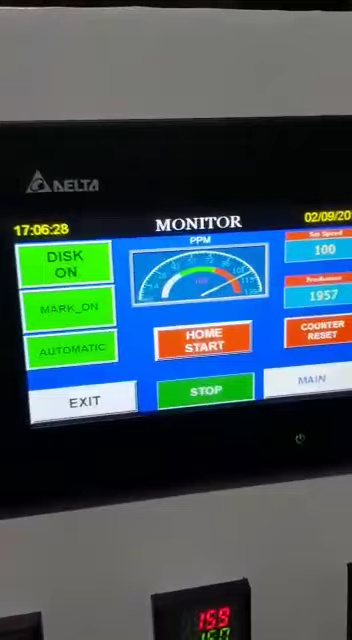 DELTA
17:06:28
MONITOR
02/09/20
PPM
DISK
ON
Set Speed
100
MARK_ON
Production
1957
AUTOMATIC
HOME
START
COUNTER
RESET
EXIT
STOP
MAIN
159